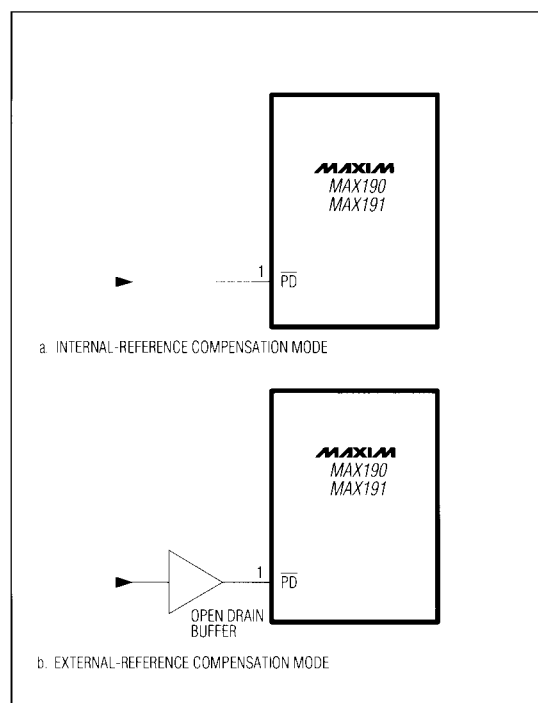 MAXIM
MAX190
MAX191
1
PD
a. INTERNAL-REFERENCE COMPENSATION MODE
MAXIM
MAX190
MAX191
1
PD
OPEN DRAIN
BUFFER
b. EXTERNAL-REFERENCE COMPENSATION MODE